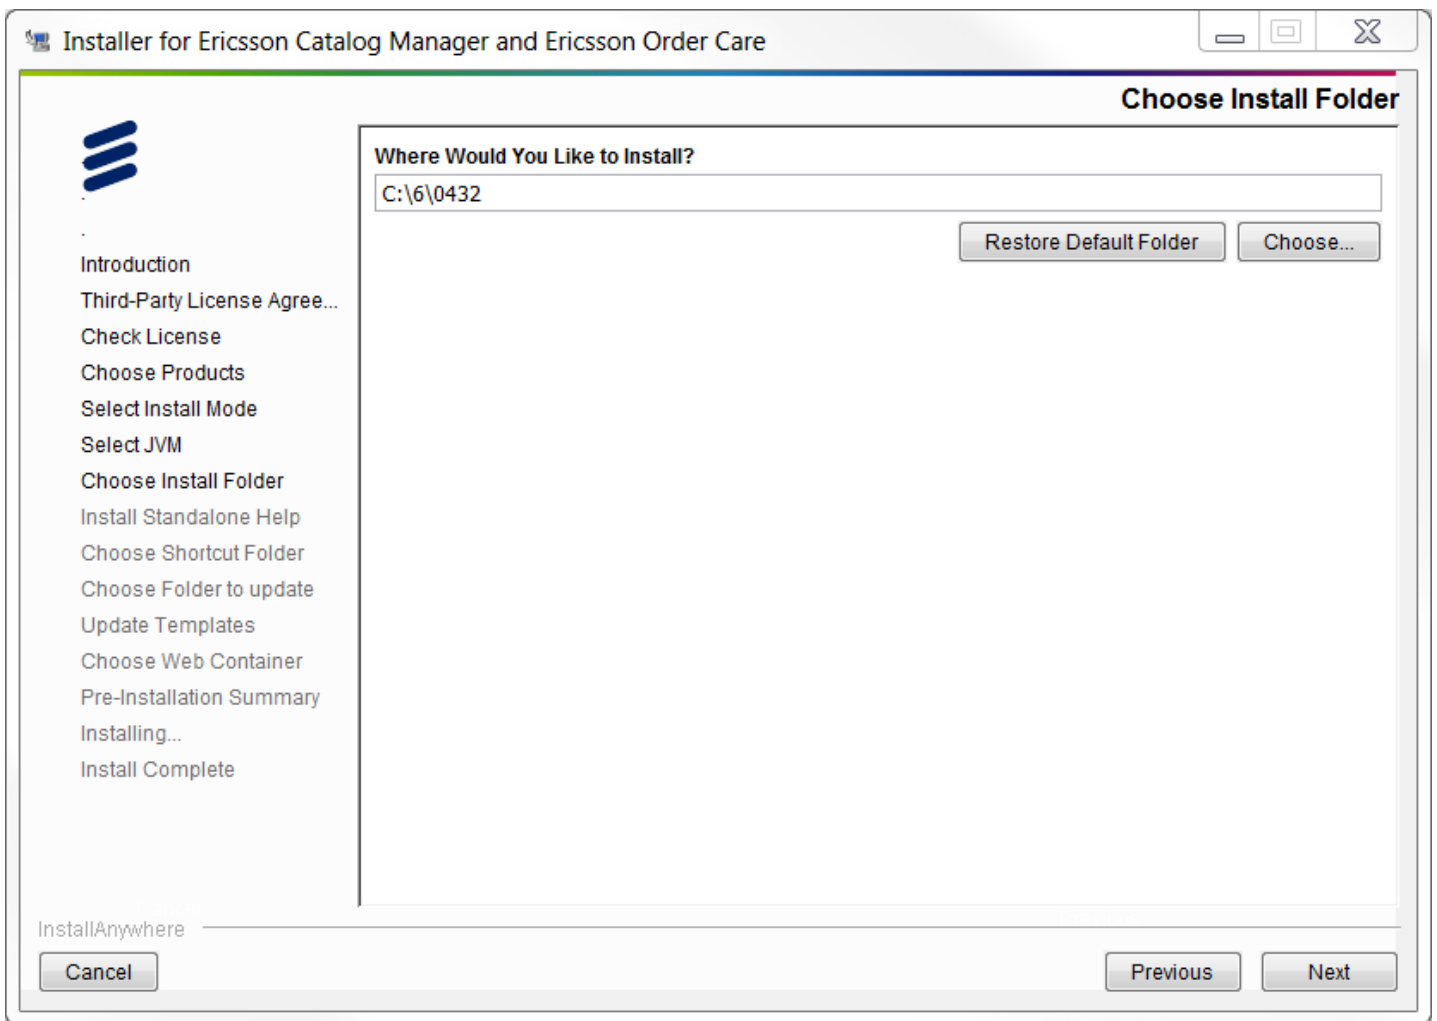 Installer for Ericsson Catalog Manager and Ericsson Order Care
Choose Install Folder
Where Would You Like to Install?
C:\6\0432
Restore Default Folder
Choose...
.
.
Introduction
Third-Party License Agree...
Check License
Choose Products
Select Install Mode
Select JVM
Choose Install Folder
Install Standalone Help
Choose Shortcut Folder
Choose Folder to update
Update Templates
Choose Web Container
Pre-Installation Summary
Installing...
Install Complete
InstallAnywhere
Cancel
Previous
Next